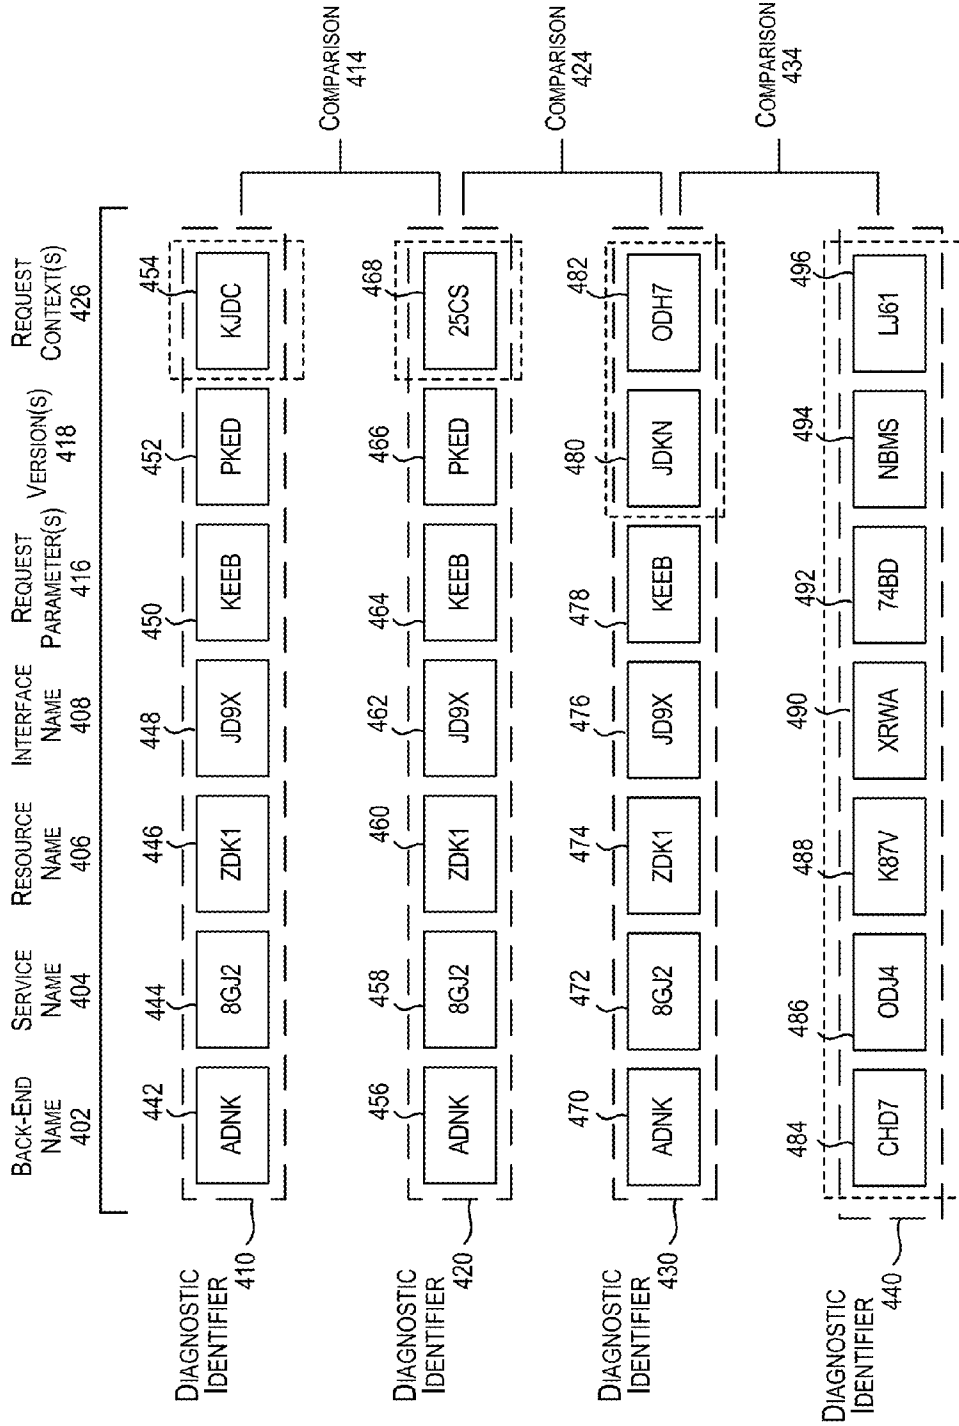 BACK-END
NAME
402
SERVICE
NAME
404
RESOURCE
NAME
406
INTERFACE
NAME
408
REQUEST
PARAMETER(S)
416
VERSION(S)
418
REQUEST
CONTEXT(S)
426
DIAGNOSTIC
IDENTIFIER
410
442
444
446
448
450
452
454
ADNK
8GJ2
ZDK1
JD9X
KEEB
PKED
KJDC
COMPARISON
414
DIAGNOSTIC
IDENTIFIER
420
456
458
460
462
464
466
468
ADNK
8GJ2
ZDK1
JD9X
KEEB
PKED
25CS
COMPARISON
424
DIAGNOSTIC
IDENTIFIER
430
470
472
474
476
478
480
482
ADNK
8GJ2
ZDK1
JD9X
KEEB
JDKN
ODH7
COMPARISON
434
DIAGNOSTIC
IDENTIFIER
440
484
486
488
490
492
494
496
CHD7
ODJ4
K87V
XRWA
74BD
NBMS
LJ61